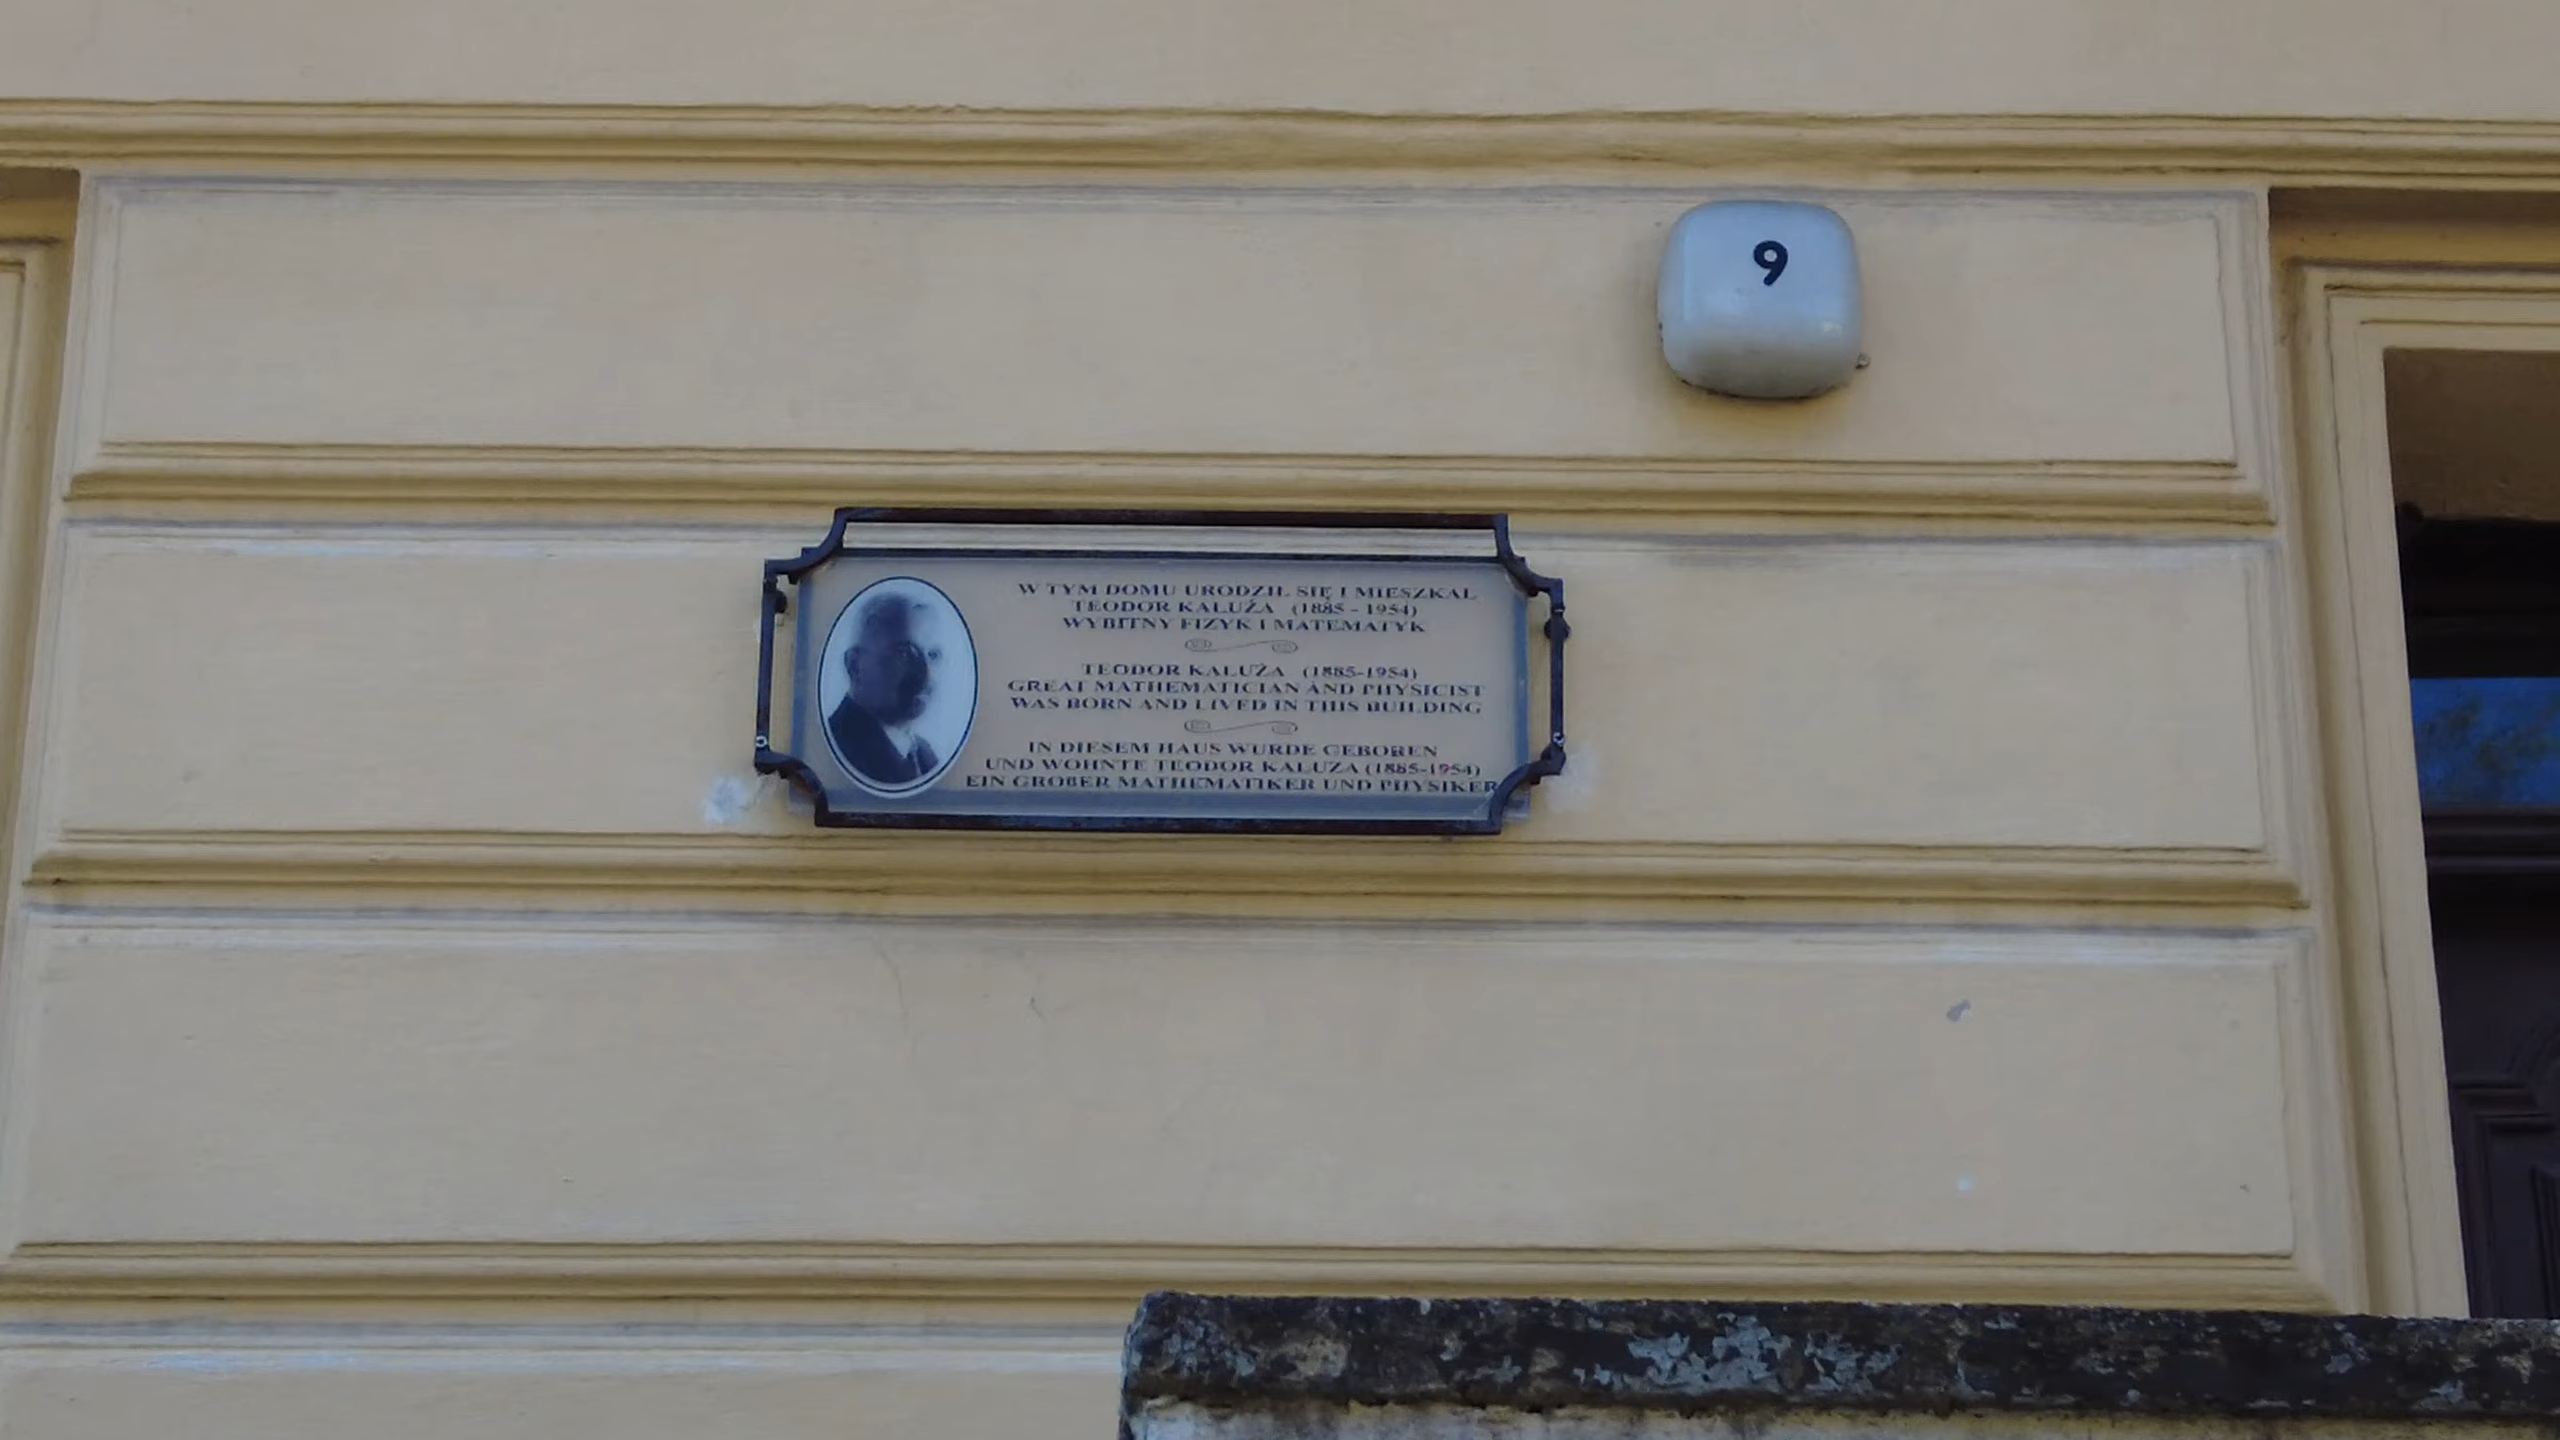 9
W TYM DOMU URODZIŁ SIĘ I MIESZKAŁ
TEODOR KALUŻA (1885 - 1954)
WYBITNY FIZYK I MATEMATYK
TEODOR KALUŻA (1885-1954)
GREAT MATHEMATICIAN AND PHYSICIST
WAS BORN AND LIVED IN THIS BUILDING
IN DIESEM HAUS WURDE GEBOREN
UND WOHNTE TEODOR KALUZA (1885-1954)
EIN GROßER MATHEMATIKER UND PHYSIKER